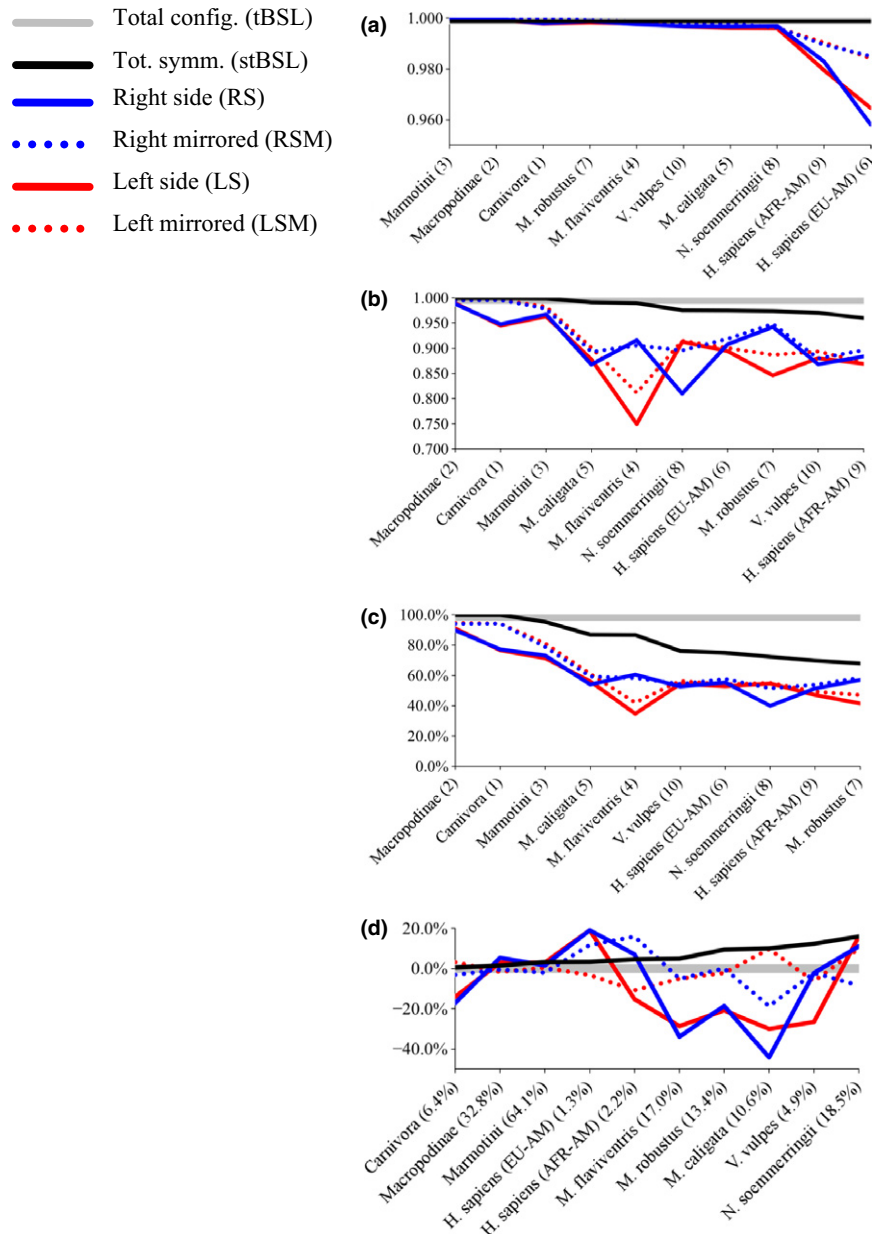 Total config. (tBSL)
Tot. symm. (stBSL)
Right side (RS)
Right mirrored (RSM)
Left side (LS)
Left mirrored (LSM)
(a)
1.000
0.980
0.960
Marmotini (3)
Macropodinae (2)
Carnivora (1)
M. robustus (7)
M. flaviventris (4)
V. vulpes (10)
M. caligata (5)
N. soemmerringii (8)
H. sapiens (AFR-AM) (9)
H. sapiens (EU-AM) (6)
(b)
1.000
0.950
0.900
0.850
0.800
0.750
0.700
Macropodinae (2)
Carnivora (1)
Marmotini (3)
M. caligata (5)
M. flaviventris (4)
N. soemmerringii (8)
H. sapiens (EU-AM) (6)
M. robustus (7)
V. vulpes (10)
H. sapiens (AFR-AM) (9)
(c)
100.0%
80.0%
60.0%
40.0%
20.0%
0.0%
Macropodinae (2)
Carnivora (1)
Marmotini (3)
M. caligata (5)
M. flaviventris (4)
V. vulpes (10)
H. sapiens (EU-AM) (6)
N. soemmerringii (8)
H. sapiens (AFR-AM) (9)
M. robustus (7)
(d)
20.0%
0.0%
−20.0%
−40.0%
Carnivora (6.4%)
Macropodinae (32.8%)
Marmotini (64.1%)
H. sapiens (EU-AM) (1.3%)
H. sapiens (AFR-AM) (2.2%)
M. flaviventris (17.0%)
M. robustus (13.4%)
M. caligata (10.6%)
V. vulpes (4.9%)
N. soemmerringii (18.5%)